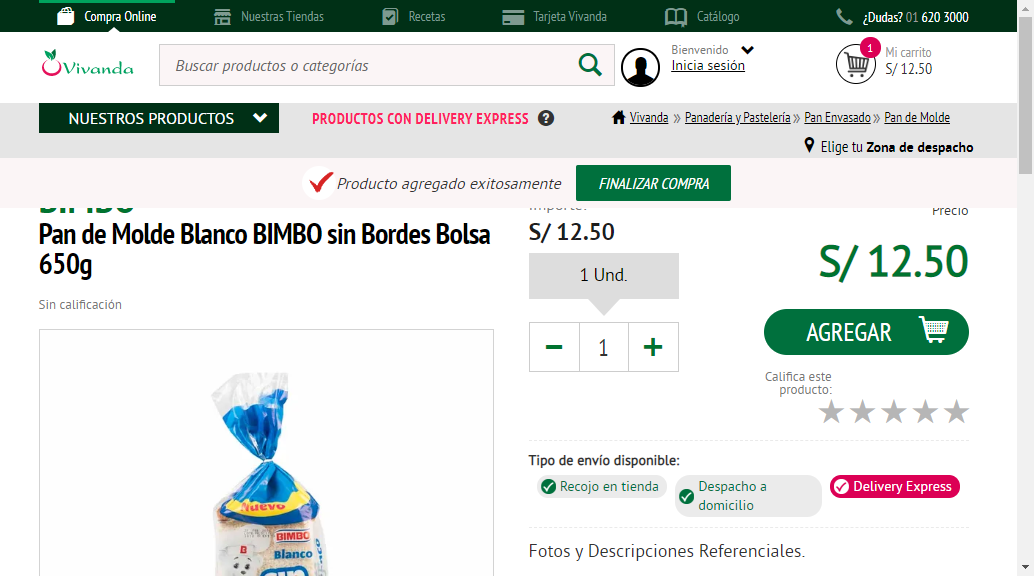 Compra Online
Nuestras Tiendas
Recetas
Tarjeta Vivanda
Catálogo
¿Dudas? 01 620 3000
Vivanda
Buscar productos o categorías
Bienvenido
Inicia sesión
1
Mi carrito
S/ 12.50
NUESTROS PRODUCTOS
PRODUCTOS CON DELIVERY EXPRESS ?
Vivanda » Panadería y Pastelería » Pan Envasado » Pan de Molde
Elige tu Zona de despacho
Producto agregado exitosamente
FINALIZAR COMPRA
BIMBO
Pan de Molde Blanco BIMBO sin Bordes Bolsa
650g
Sin calificación
Importe:
S/ 12.50
1 Und.
− 1 +
Precio
S/ 12.50
AGREGAR
Califica este
producto:
Tipo de envío disponible:
Recojo en tienda
Despacho a
domicilio
Delivery Express
Fotos y Descripciones Referenciales.
Nuevo
BIMBO
Blanco